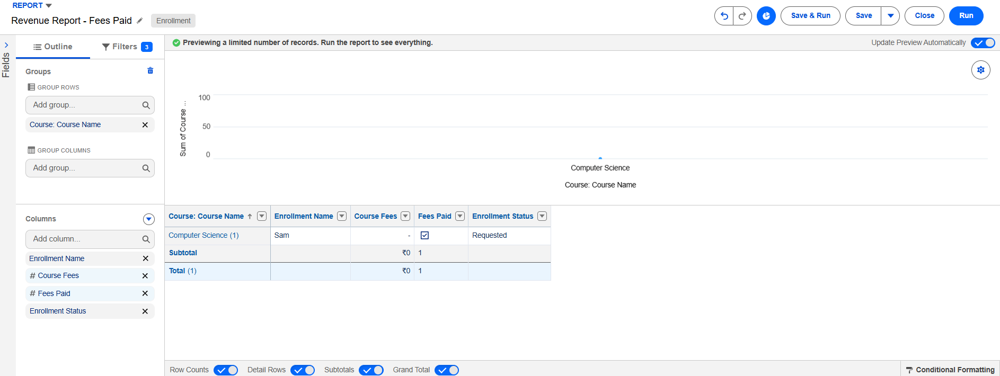 REPORT
Revenue Report - Fees Paid
Enrollment
Save & Run
Save
Close
Run
Fields
Outline
Filters 3
Groups
GROUP ROWS
Add group...
Course: Course Name
GROUP COLUMNS
Add group...
Columns
Add column...
Enrollment Name
# Course Fees
# Fees Paid
Enrollment Status
Previewing a limited number of records. Run the report to see everything.
Update Preview Automatically
Sum of Course ...
100
50
0
Computer Science
Course: Course Name
Course: Course Name ↑ Enrollment Name Course Fees Fees Paid Enrollment Status
Computer Science (1) Sam - Requested
Subtotal ₹0 1
Total (1) ₹0 1
Row Counts Detail Rows Subtotals Grand Total Conditional Formatting